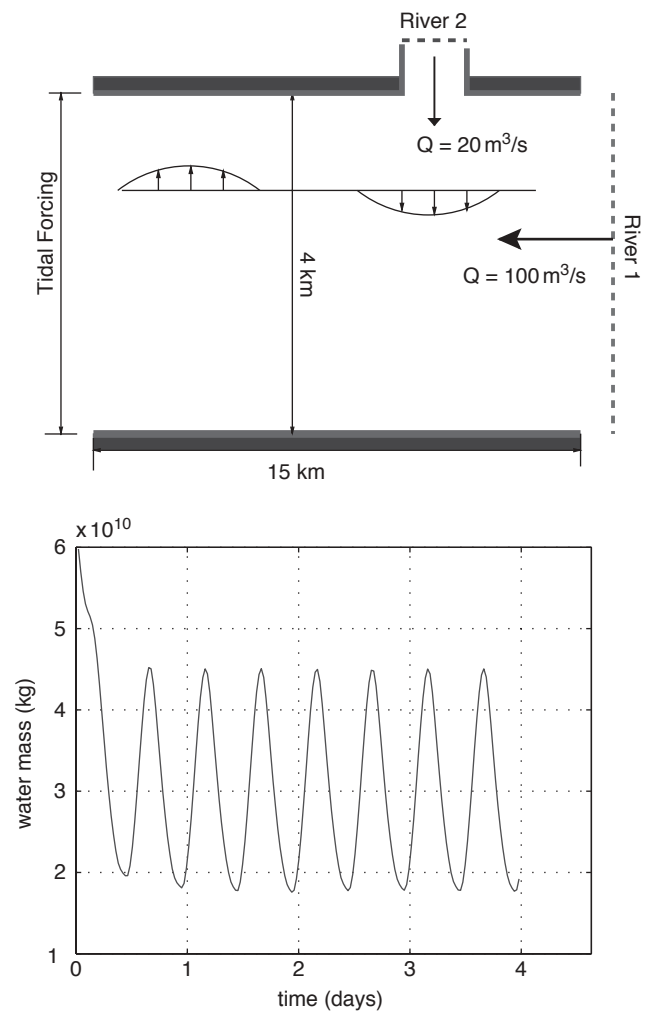 River 2
Q = 20 m³/s
Tidal Forcing
4 km
River 1
Q = 100 m³/s
15 km
x 10¹⁰
6
5
4
3
2
1
water mass (kg)
0 1 2 3 4
time (days)